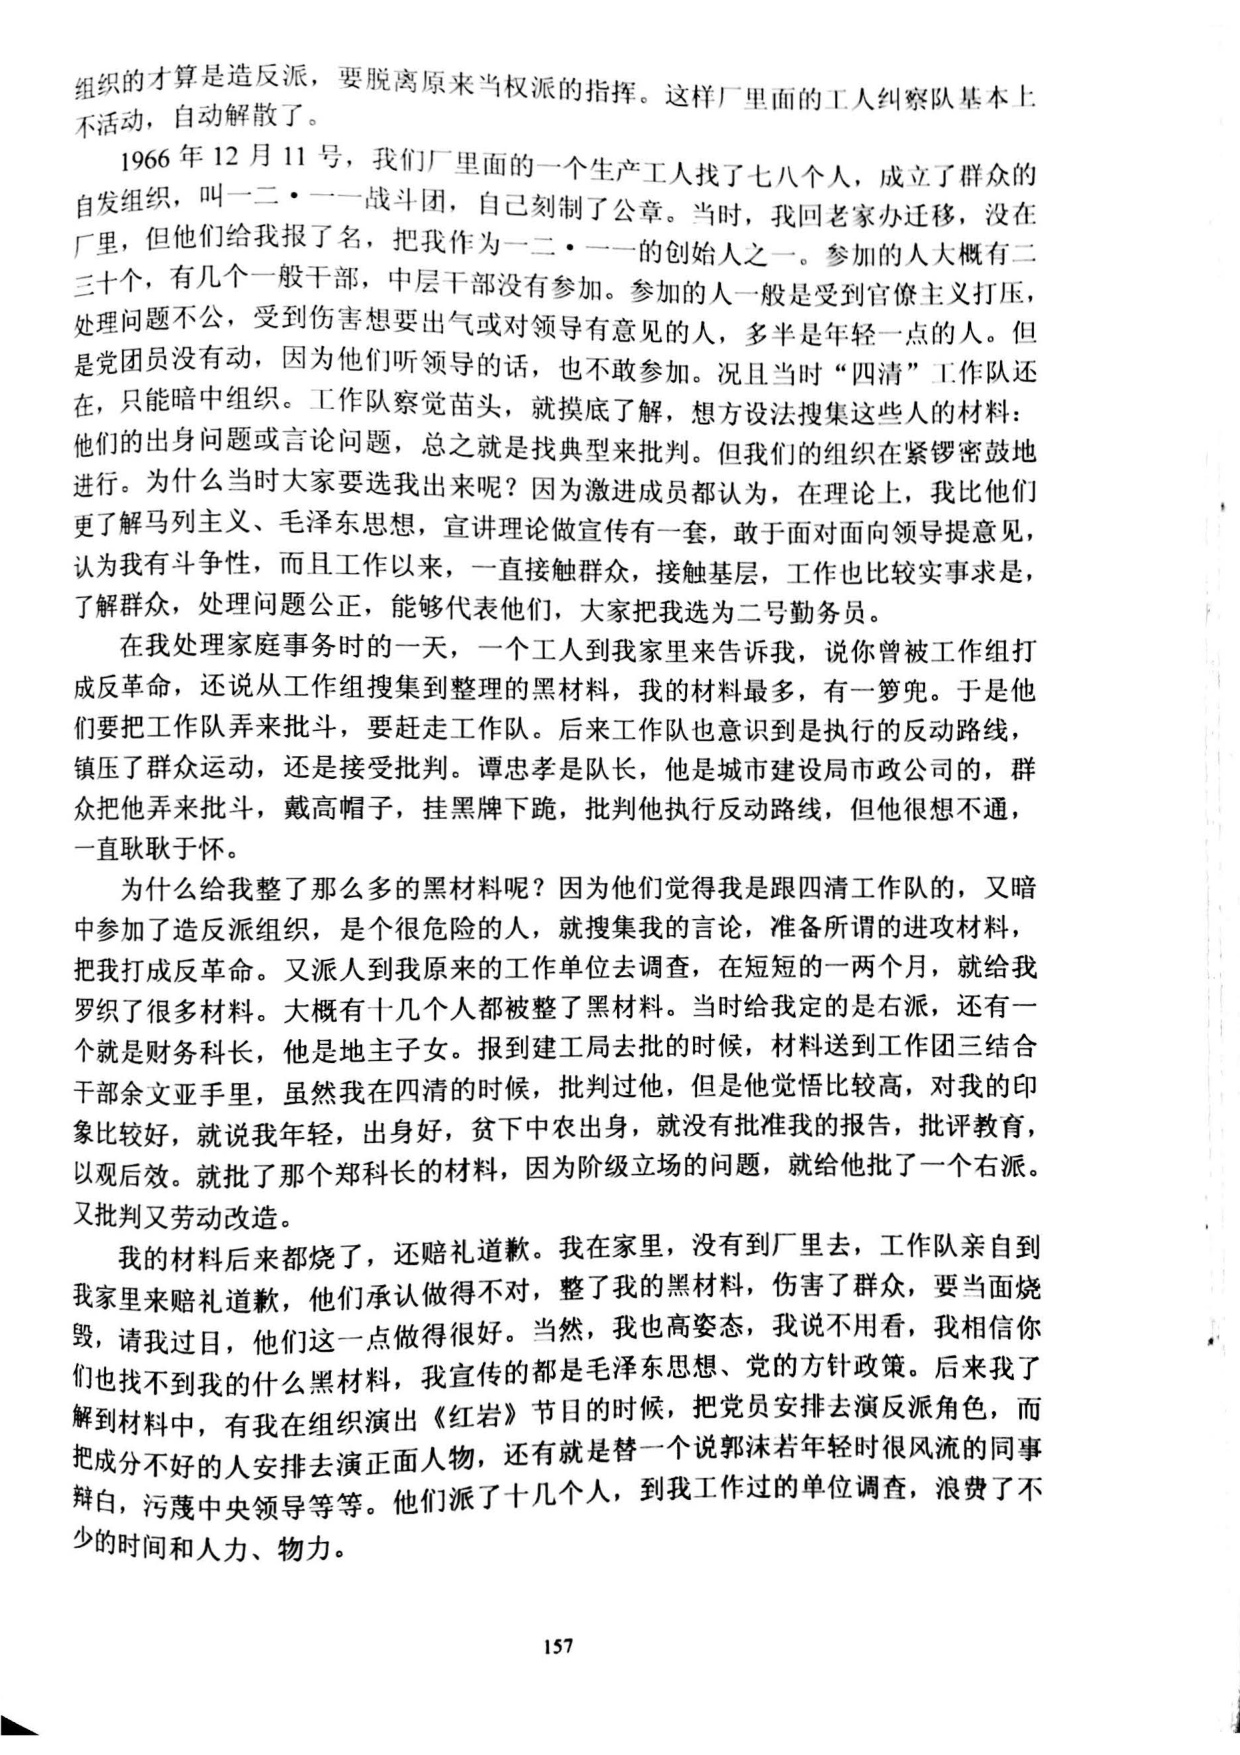 组织的才算是造反派，要脱离原来当权派的指挥。这样厂里面的工人纠察队基本上
不活动，自动解散了。
1966 年 12 月 11 号，我们厂里面的一个生产工人找了七八个人，成立了群众的
自发组织，叫一二·一一战斗团，自己刻制了公章。当时，我回老家办迁移，没在
厂里，但他们给我报了名，把我作为一二·一一的创始人之一。参加的人大概有二
三十个，有几个一般干部，中层干部没有参加。参加的人一般是受到官僚主义打压，
处理问题不公，受到伤害想要出气或对领导有意见的人，多半是年轻一点的人。但
是党团员没有动，因为他们听领导的话，也不敢参加。况且当时“四清”工作队还
在，只能暗中组织。工作队察觉苗头，就摸底了解，想方设法搜集这些人的材料：
他们的出身问题或言论问题，总之就是找典型来批判。但我们的组织在紧锣密鼓地
进行。为什么当时大家要选我出来呢？因为激进成员都认为，在理论上，我比他们
更了解马列主义、毛泽东思想，宣讲理论做宣传有一套，敢于面对面向领导提意见，
认为我有斗争性，而且工作以来，一直接触群众，接触基层，工作也比较实事求是，
了解群众，处理问题公正，能够代表他们，大家把我选为二号勤务员。
在我处理家庭事务时的一天，一个工人到我家里来告诉我，说你曾被工作组打
成反革命，还说从工作组搜集到整理的黑材料，我的材料最多，有一箩兜。于是他
们要把工作队弄来批斗，要赶走工作队。后来工作队也意识到是执行的反动路线，
镇压了群众运动，还是接受批判。谭忠孝是队长，他是城市建设局市政公司的，群
众把他弄来批斗，戴高帽子，挂黑牌下跪，批判他执行反动路线，但他很想不通，
一直耿耿于怀。
为什么给我整了那么多的黑材料呢？因为他们觉得我是跟四清工作队的，又暗
中参加了造反派组织，是个很危险的人，就搜集我的言论，准备所谓的进攻材料，
把我打成反革命。又派人到我原来的工作单位去调查，在短短的一两个月，就给我
罗织了很多材料。大概有十几个人都被整了黑材料。当时给我定的是右派，还有一
个就是财务科长，他是地主子女。报到建工局去批的时候，材料送到工作团三结合
干部余文亚手里，虽然我在四清的时候，批判过他，但是他觉悟比较高，对我的印
象比较好，就说我年轻，出身好，贫下中农出身，就没有批准我的报告，批评教育，
以观后效。就批了那个郑科长的材料，因为阶级立场的问题，就给他批了一个右派。
又批判又劳动改造。
我的材料后来都烧了，还赔礼道歉。我在家里，没有到厂里去，工作队亲自到
我家里来赔礼道歉，他们承认做得不对，整了我的黑材料，伤害了群众，要当面烧
毁，请我过目，他们这一点做得很好。当然，我也高姿态，我说不用看，我相信你
们也找不到我的什么黑材料，我宣传的都是毛泽东思想、党的方针政策。后来我了
解到材料中，有我在组织演出《红岩》节目的时候，把党员安排去演反派角色，而
把成分不好的人安排去演正面人物，还有就是替一个说郭沫若年轻时很风流的同事
辩白，污蔑中央领导等等。他们派了十几个人，到我工作过的单位调查，浪费了不
少的时间和人力、物力。
157